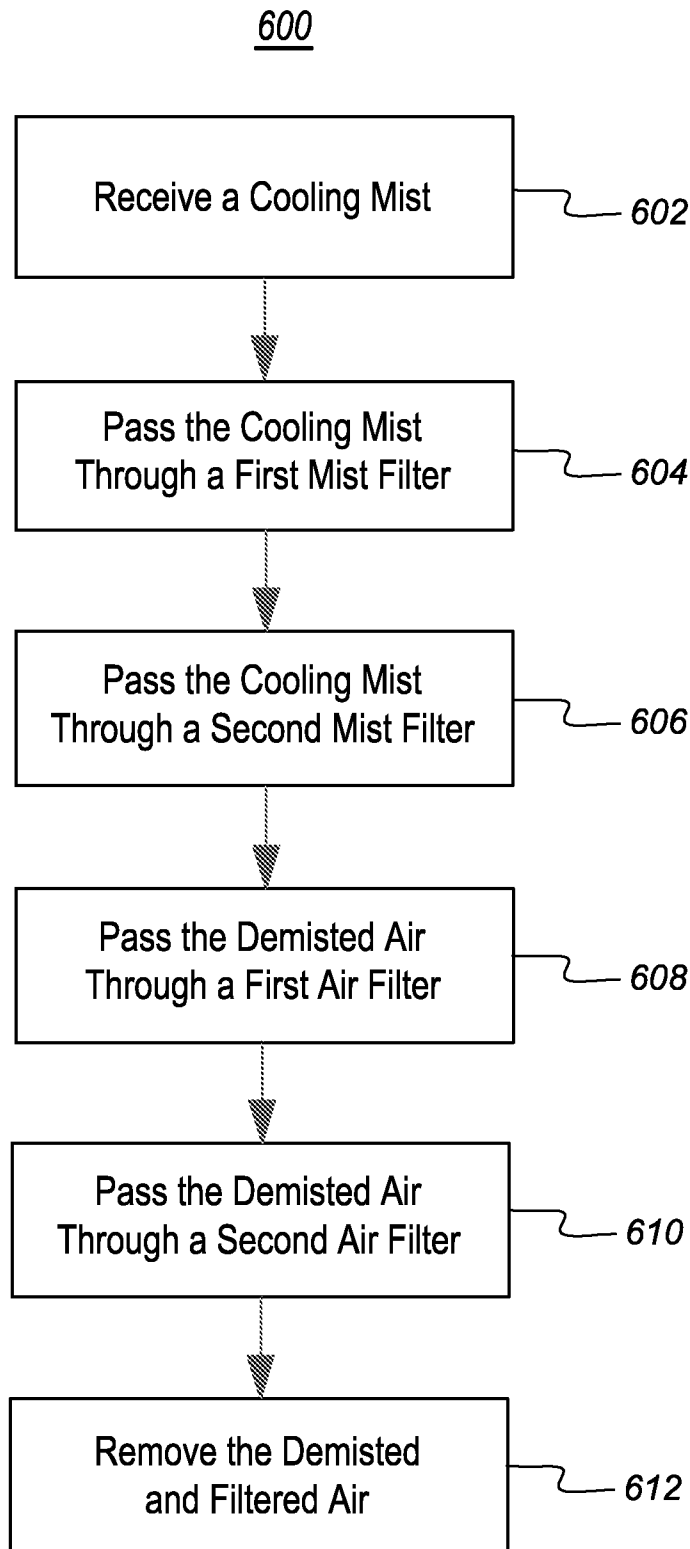 600
Receive a Cooling Mist
602
Pass the Cooling Mist
Through a First Mist Filter
604
Pass the Cooling Mist
Through a Second Mist Filter
606
Pass the Demisted Air
Through a First Air Filter
608
Pass the Demisted Air
Through a Second Air Filter
610
Remove the Demisted
and Filtered Air
612